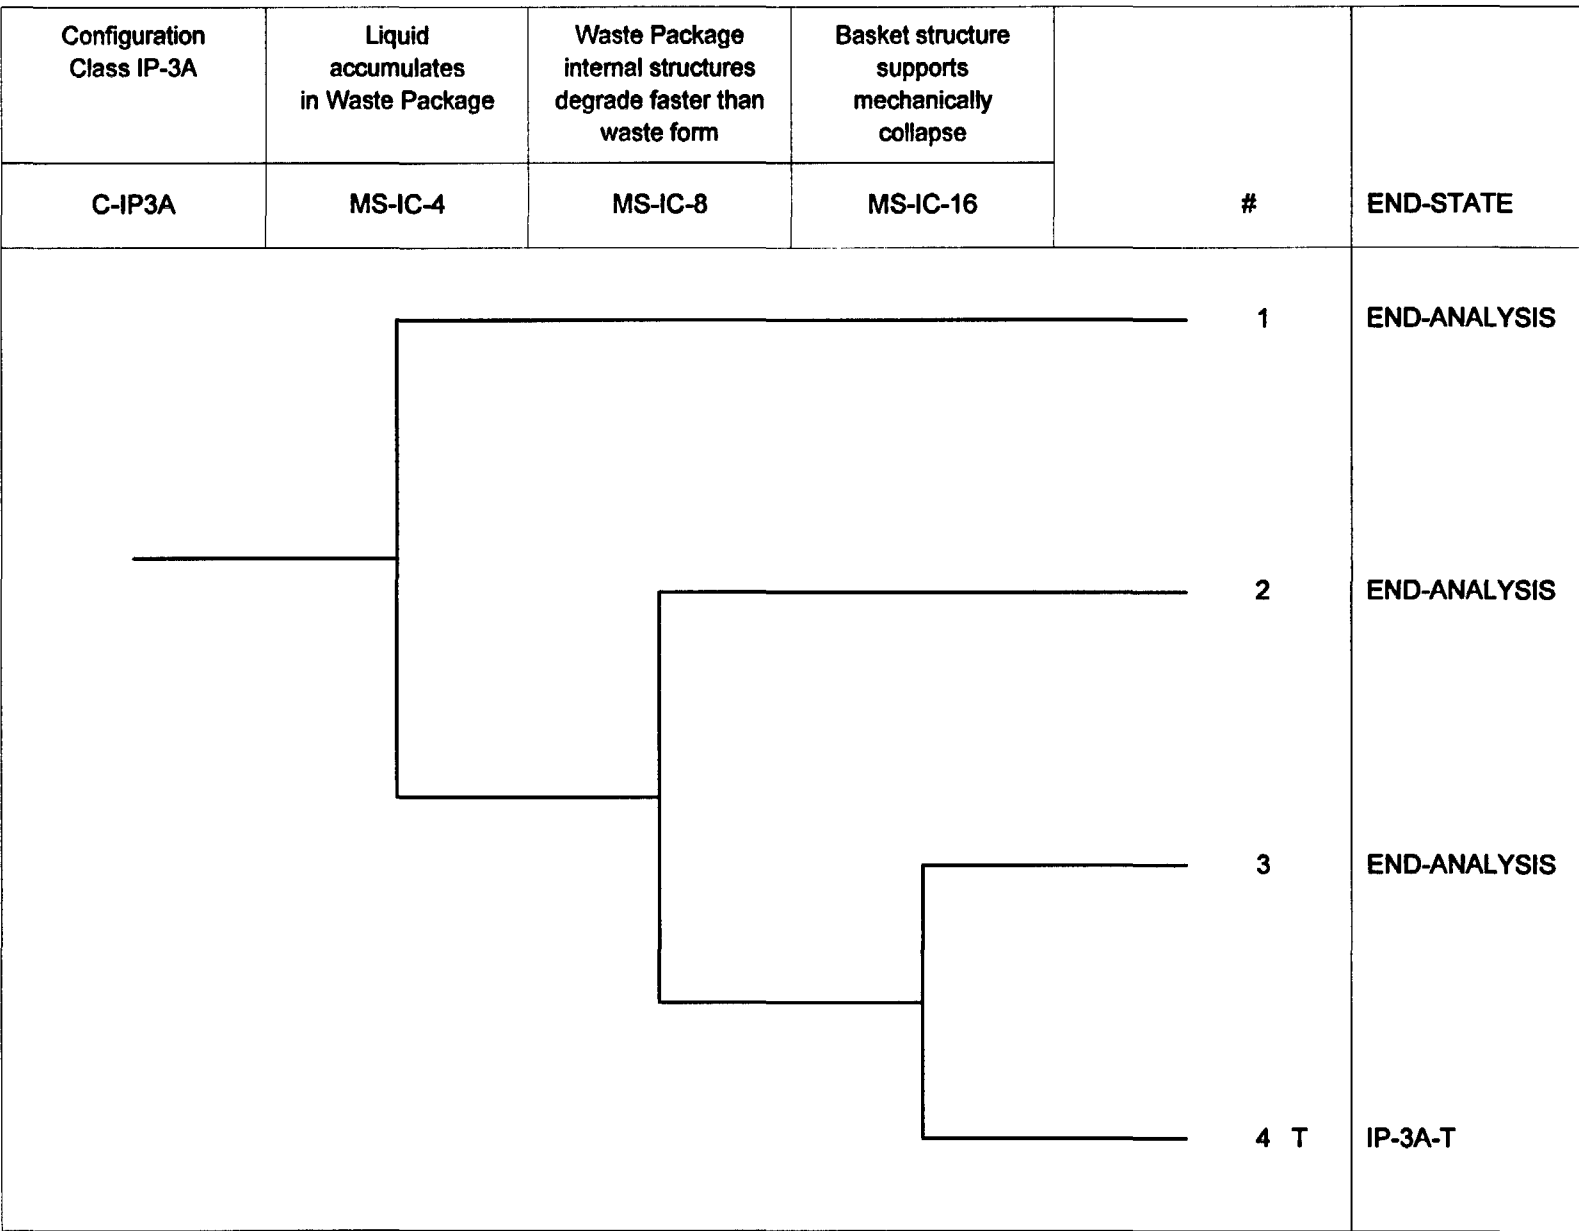 Configuration
Class IP-3A
Liquid
accumulates
in Waste Package
Waste Package
internal structures
degrade faster than
waste form
Basket structure
supports
mechanically
collapse
C-IP3A
MS-IC-4
MS-IC-8
MS-IC-16
#
END-STATE
1
END-ANALYSIS
2
END-ANALYSIS
3
END-ANALYSIS
4 T
IP-3A-T